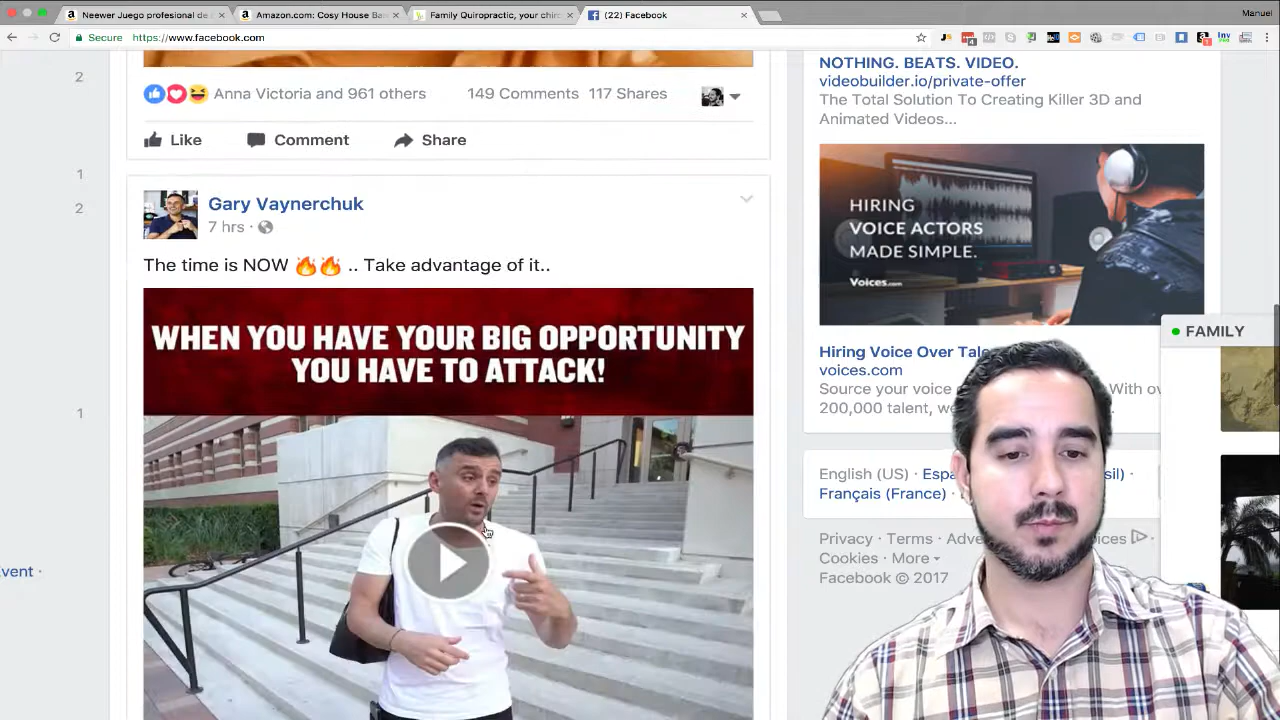 Neewer Juego profesional de
Amazon.com: Cosy House Ba
Family Quiropractic, your chir
(22) Facebook
Manuel
Secure https://www.facebook.com
2
Anna Victoria and 961 others 149 Comments 117 Shares
Like Comment Share
1
2
Gary Vaynerchuk
7 hrs ·
The time is NOW 🔥🔥 .. Take advantage of it..
WHEN YOU HAVE YOUR BIG OPPORTUNITY
YOU HAVE TO ATTACK!
1
Event ·
NOTHING. BEATS. VIDEO.
videobuilder.io/private-offer
The Total Solution To Creating Killer 3D and
Animated Videos...
HIRING
VOICE ACTORS
MADE SIMPLE.
Voices.com
Hiring Voice Over Tale
voices.com
Source your voice With
200,000 talent,
FAMILY
English (US) · Espa
Français (France) ·
Privacy · Terms · Adve
Cookies · More
Facebook © 2017